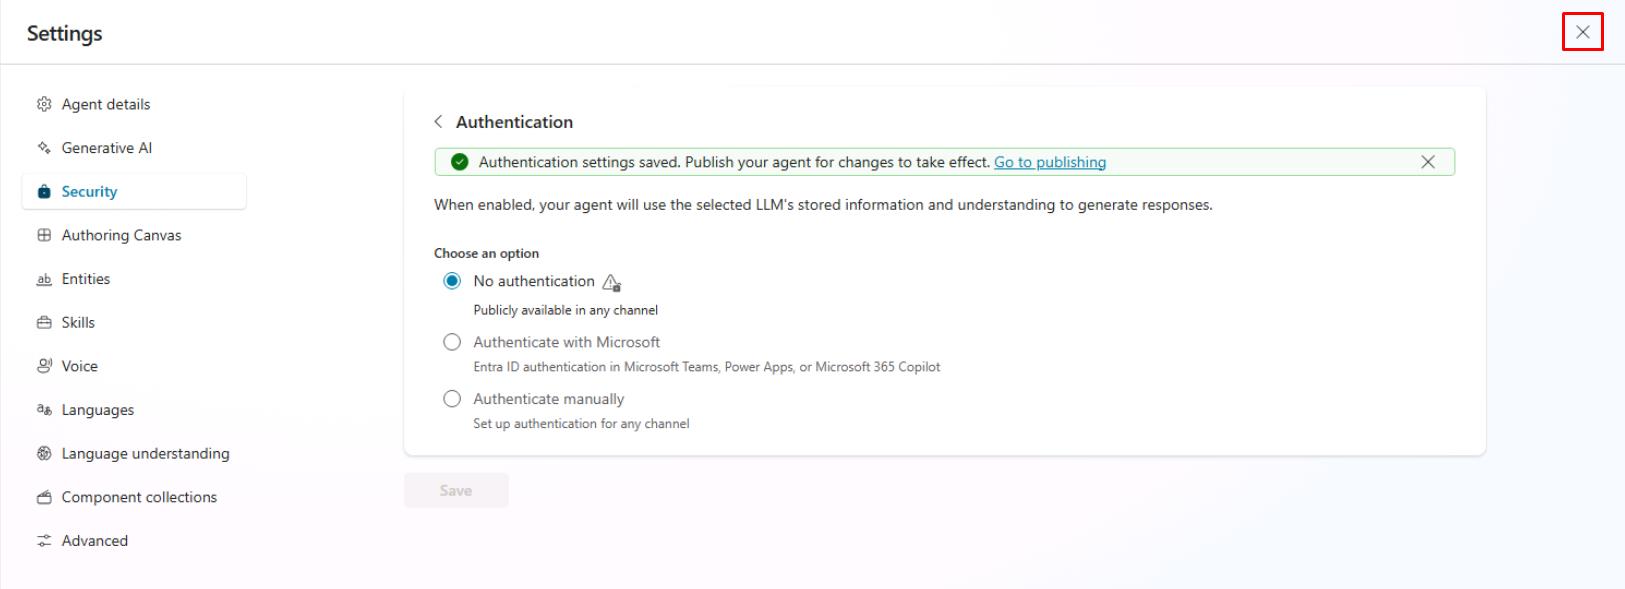 Settings
Agent details
Generative AI
Security
Authoring Canvas
Entities
Skills
Voice
Languages
Language understanding
Component collections
Advanced
Authentication
Authentication settings saved. Publish your agent for changes to take effect. Go to publishing
When enabled, your agent will use the selected LLM's stored information and understanding to generate responses.
Choose an option
No authentication
Publicly available in any channel
Authenticate with Microsoft
Entra ID authentication in Microsoft Teams, Power Apps, or Microsoft 365 Copilot
Authenticate manually
Set up authentication for any channel
Save